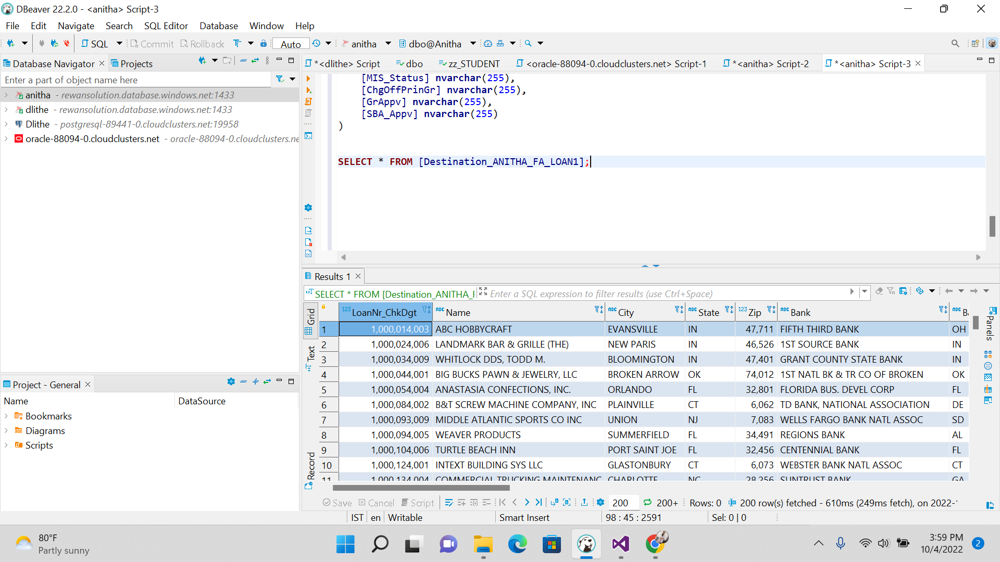 DBeaver 22.2.0 - <anitha> Script-3
File Edit Navigate Search SQL Editor Database Window Help
SQL Commit Rollback Auto anitha dbo@Anitha
Database Navigator Projects
*<dlithe> Script dbo zz_STUDENT <oracle-88094-0.cloudclusters.net> Script-1 *<anitha> Script-2 *<anitha> Script-3
Enter a part of object name here
anitha - rewansolution.database.windows.net:1433
dlithe - rewansolution.database.windows.net:1433
Dlithe - postgresql-89441-0.cloudclusters.net:19958
oracle-88094-0.cloudclusters.net - oracle-88094-0.cloudclusters.ne
[MIS_Status] nvarchar(255),
[ChgOffPrinGr] nvarchar(255),
[GrAppv] nvarchar(255),
[SBA_Appv] nvarchar(255)
)
SELECT * FROM [Destination_ANITHA_FA_LOAN1];
Project - General
Name DataSource
Bookmarks
Diagrams
Scripts
Results 1
SELECT * FROM [Destination_ANITHA_F Enter a SQL expression to filter results (use Ctrl+Space)
Grid
Text
Record
Panels
123 LoanNr_ChkDgt ABC Name ABC City ABC State 123 Zip ABC Bank ABC Ba
1 1,000,014,003 ABC HOBBYCRAFT EVANSVILLE IN 47,711 FIFTH THIRD BANK OH
2 1,000,024,006 LANDMARK BAR & GRILLE (THE) NEW PARIS IN 46,526 1ST SOURCE BANK IN
3 1,000,034,009 WHITLOCK DDS, TODD M. BLOOMINGTON IN 47,401 GRANT COUNTY STATE BANK IN
4 1,000,044,001 BIG BUCKS PAWN & JEWELRY, LLC BROKEN ARROW OK 74,012 1ST NATL BK & TR CO OF BROKEN OK
5 1,000,054,004 ANASTASIA CONFECTIONS, INC. ORLANDO FL 32,801 FLORIDA BUS. DEVEL CORP FL
6 1,000,084,002 B&T SCREW MACHINE COMPANY, INC PLAINVILLE CT 6,062 TD BANK, NATIONAL ASSOCIATION DE
7 1,000,093,009 MIDDLE ATLANTIC SPORTS CO INC UNION NJ 7,083 WELLS FARGO BANK NATL ASSOC SD
8 1,000,094,005 WEAVER PRODUCTS SUMMERFIELD FL 34,491 REGIONS BANK AL
9 1,000,104,006 TURTLE BEACH INN PORT SAINT JOE FL 32,456 CENTENNIAL BANK FL
10 1,000,124,001 INTEXT BUILDING SYS LLC GLASTONBURY CT 6,073 WEBSTER BANK NATL ASSOC CT
11 1,000,134,004 COMMERCIAL TRUCKING MAINTENANC CHARLOTTE NC 28,256 SUNTRUST BANK GA
Save Cancel Script 200 200+ Rows: 0 200 row(s) fetched - 610ms (249ms fetch), on 2022-
IST en Writable Smart Insert 98 : 45 : 2591 Sel: 0 | 0
80°F
Partly sunny
3:59 PM
10/4/2022
2